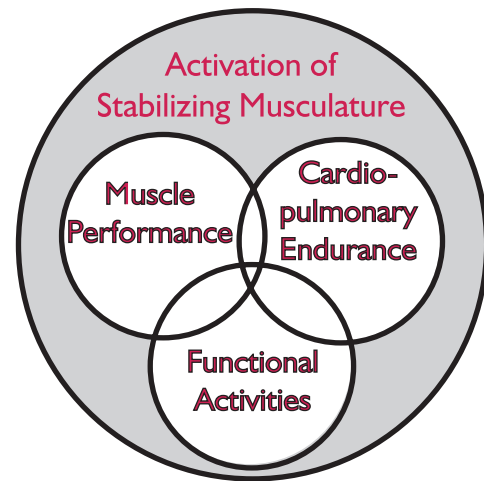 Activation of
Stabilizing Musculature
Muscle
Performance
Cardio-
pulmonary
Endurance
Functional
Activities